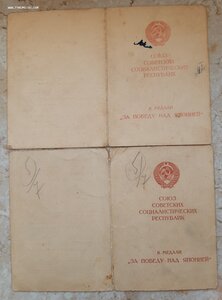 СОЮЗ
СОВЕТСКИХ
СОЦИАЛИСТИЧЕСКИХ
РЕСПУБЛИК
К МЕДАЛИ
"ЗА ПОБЕДУ НАД ЯПОНИЕЙ"
СОЮЗ
СОВЕТСКИХ
СОЦИАЛИСТИЧЕСКИХ
РЕСПУБЛИК
К МЕДАЛИ
"ЗА ПОБЕДУ НАД ЯПОНИЕЙ"